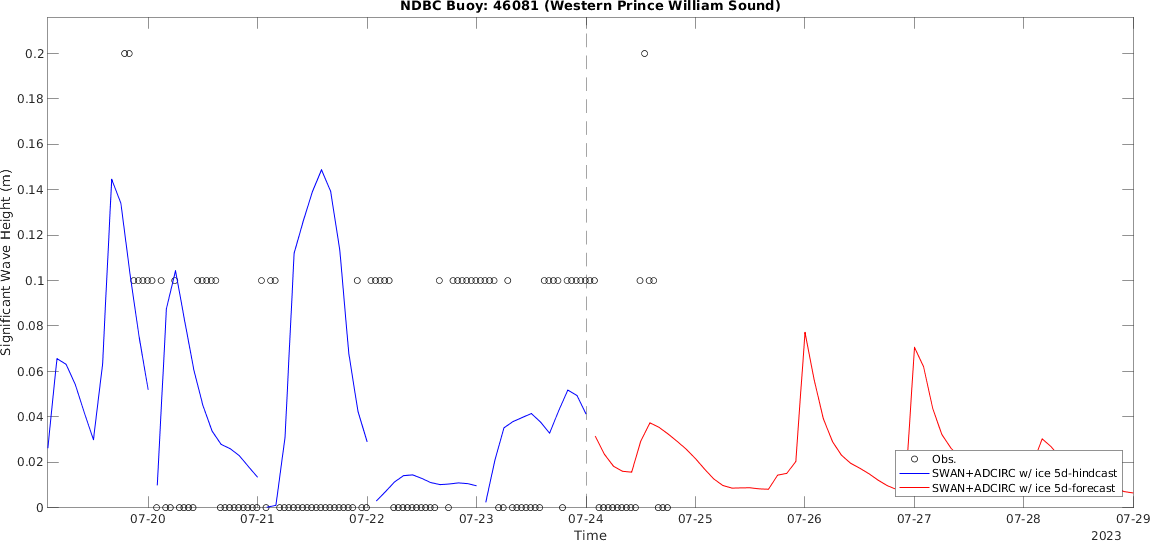 NDBC Buoy: 46081 (Western Prince William Sound)
Significant Wave Height (m)
0.2
0.18
0.16
0.14
0.12
0.1
0.08
0.06
0.04
0.02
0
Obs.
SWAN+ADCIRC w/ ice 5d-hindcast
SWAN+ADCIRC w/ ice 5d-forecast
07-20 07-21 07-22 07-23 07-24 07-25 07-26 07-27 07-28 07-29
Time
2023